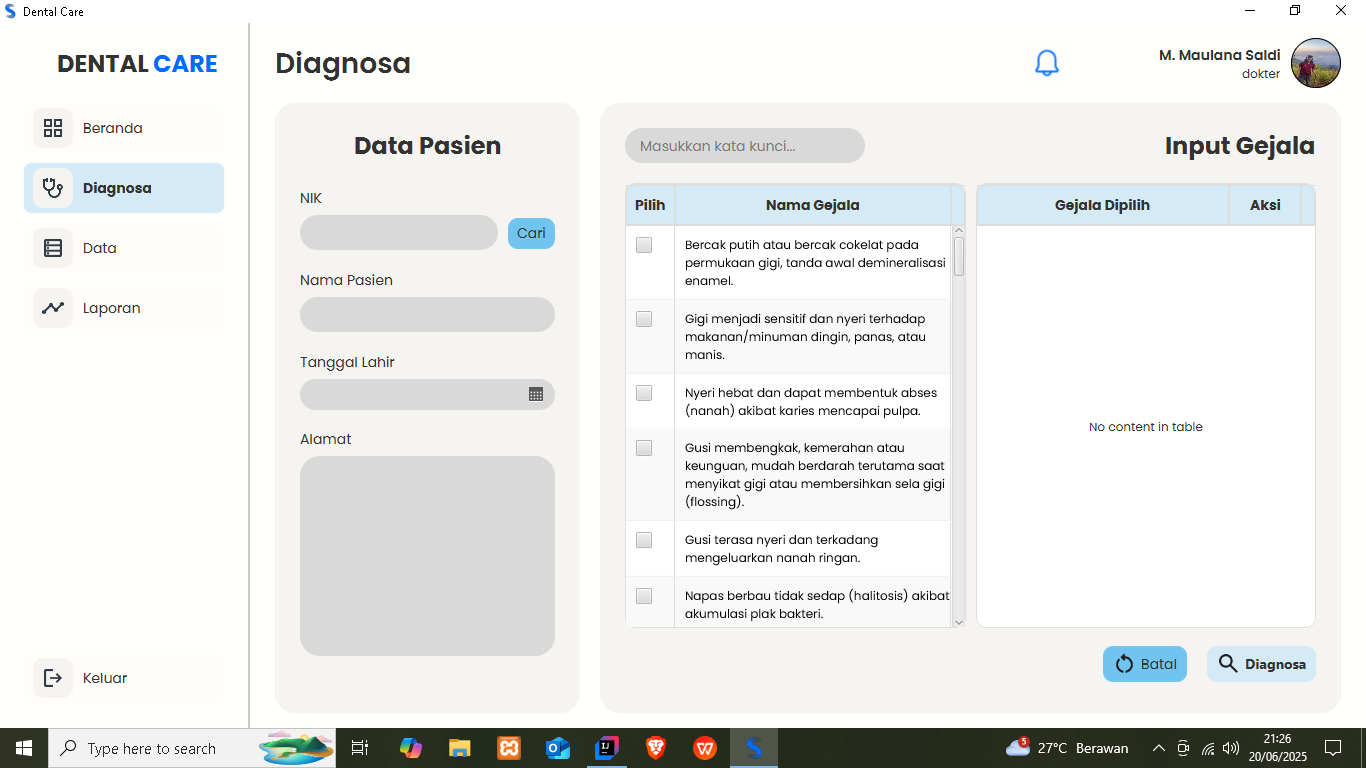 Dental Care
DENTAL CARE
Beranda
Diagnosa
Data
Laporan
Keluar
Diagnosa
M. Maulana Saldi
dokter
Data Pasien
NIK
Cari
Nama Pasien
Tanggal Lahir
Alamat
Masukkan kata kunci...
Input Gejala
Pilih
Nama Gejala
Bercak putih atau bercak cokelat pada
permukaan gigi, tanda awal demineralisasi
enamel.
Gigi menjadi sensitif dan nyeri terhadap
makanan/minuman dingin, panas, atau
manis.
Nyeri hebat dan dapat membentuk abses
(nanah) akibat karies mencapai pulpa.
Gusi membengkak, kemerahan atau
keunguan, mudah berdarah terutama saat
menyikat gigi atau membersihkan sela gigi
(flossing).
Gusi terasa nyeri dan terkadang
mengeluarkan nanah ringan.
Napas berbau tidak sedap (halitosis) akibat
akumulasi plak bakteri.
Gejala Dipilih
Aksi
No content in table
Batal
Diagnosa
Type here to search
5
27°C Berawan
21:26
20/06/2025